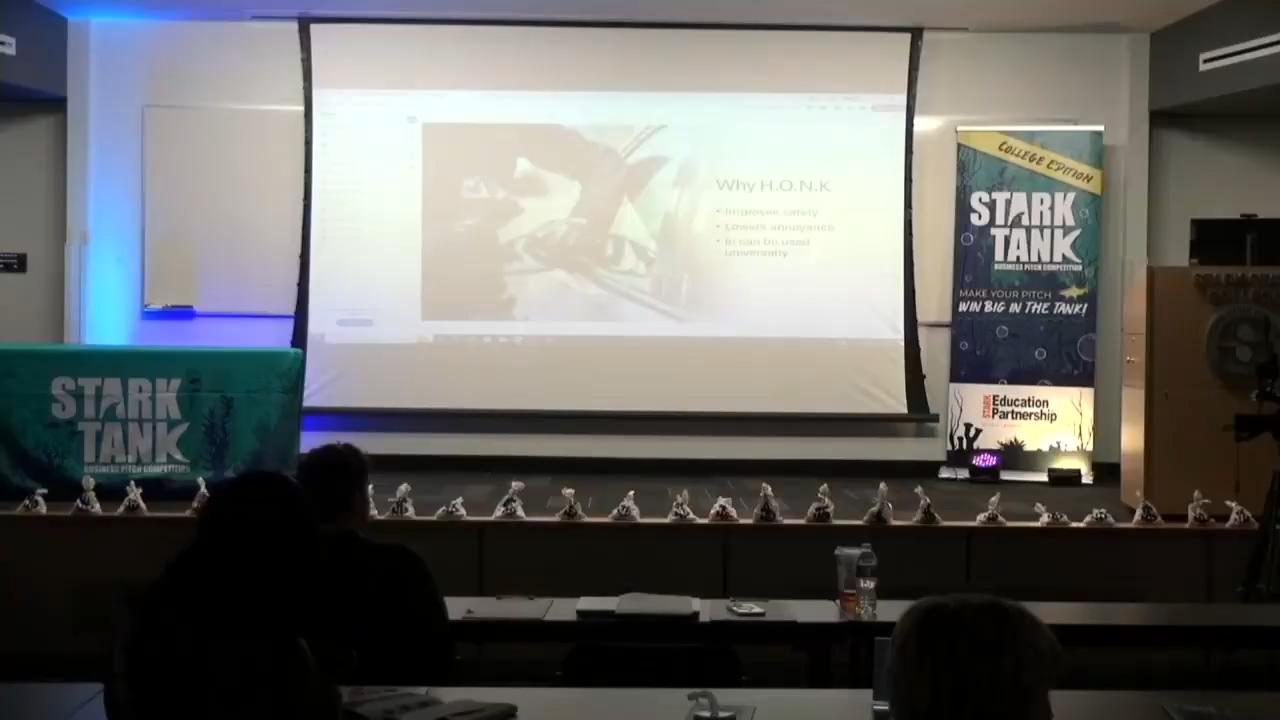 Why H.O.N.K
• Improves safety
• Lowers annoyance
• It can be used
universally
COLLEGE EDITION
STARK
TANK
BUSINESS PITCH COMPETITION
MAKE YOUR PITCH
WIN BIG IN THE TANK!
STARK
Education
Partnership
STARK
TANK
BUSINESS PITCH COMPETITION